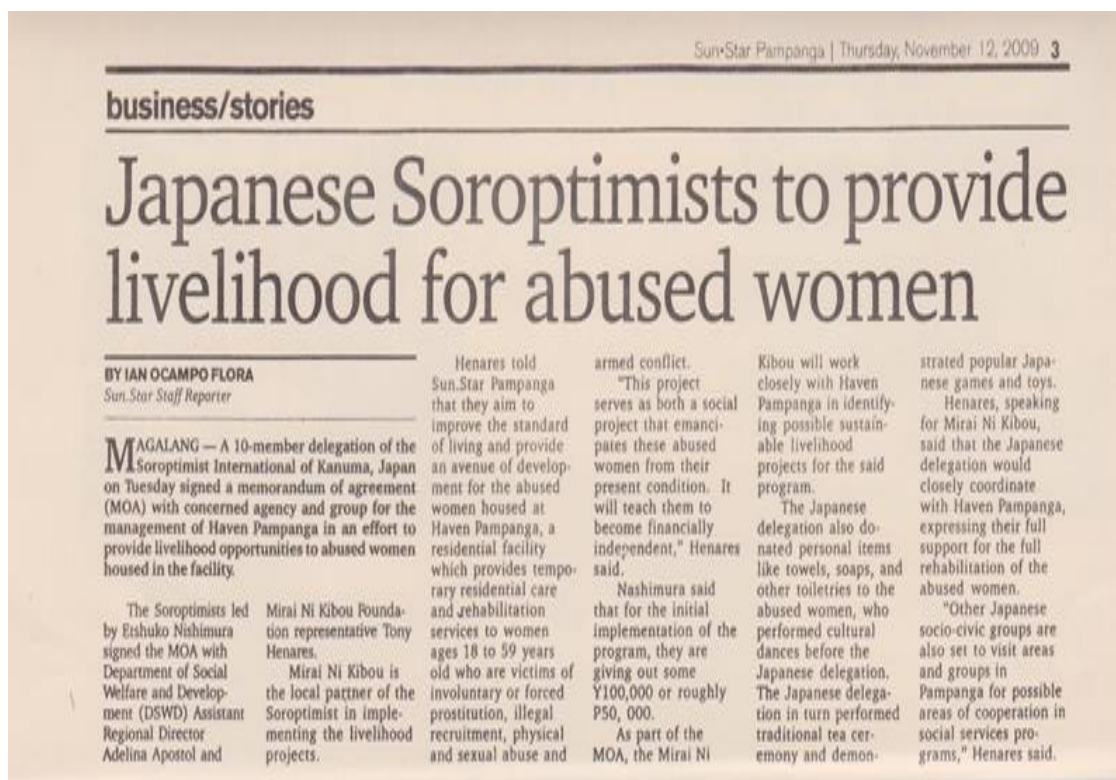 Sun•Star Pampanga | Thursday, November 12, 2009 3
business/stories
Japanese Soroptimists to provide
livelihood for abused women
BY IAN OCAMPO FLORA
Sun.Star Staff Reporter
MAGALANG — A 10-member delegation of the
Soroptimist International of Kanuma, Japan
on Tuesday signed a memorandum of agreement
(MOA) with concerned agency and group for the
management of Haven Pampanga in an effort to
provide livelihood opportunities to abused women
housed in the facility.
The Soroptimists led
by Etshuko Nishimura
signed the MOA with
Department of Social
Welfare and Develop-
ment (DSWD) Assistant
Regional Director
Adelina Apostol and
Mirai Ni Kibou Founda-
tion representative Tony
Henares.
Mirai Ni Kibou is
the local partner of the
Soroptimist in imple-
menting the livelihood
projects.
Henares told
Sun.Star Pampanga
that they aim to
improve the standard
of living and provide
an avenue of develop-
ment for the abused
women housed at
Haven Pampanga, a
residential facility
which provides tempo-
rary residential care
and rehabilitation
services to women
ages 18 to 59 years
old who are victims of
involuntary or forced
prostitution, illegal
recruitment, physical
and sexual abuse and
armed conflict.
"This project
serves as both a social
project that emanci-
pates these abused
women from their
present condition. It
will teach them to
become financially
independent," Henares
said.
Nashimura said
that for the initial
implementation of the
program, they are
giving out some
Y100,000 or roughly
P50, 000.
As part of the
MOA, the Mirai Ni
Kibou will work
closely with Haven
Pampanga in identify-
ing possible sustain-
able livelihood
projects for the said
program.
The Japanese
delegation also do-
nated personal items
like towels, soaps, and
other toiletries to the
abused women, who
performed cultural
dances before the
Japanese delegation.
The Japanese delega-
tion in turn performed
traditional tea cer-
emony and demon-
strated popular Japa-
nese games and toys.
Henares, speaking
for Mirai Ni Kibou,
said that the Japanese
delegation would
closely coordinate
with Haven Pampanga,
expressing their full
support for the full
rehabilitation of the
abused women.
"Other Japanese
socio-civic groups are
also set to visit areas
and groups in
Pampanga for possible
areas of cooperation in
social services pro-
grams," Henares said.